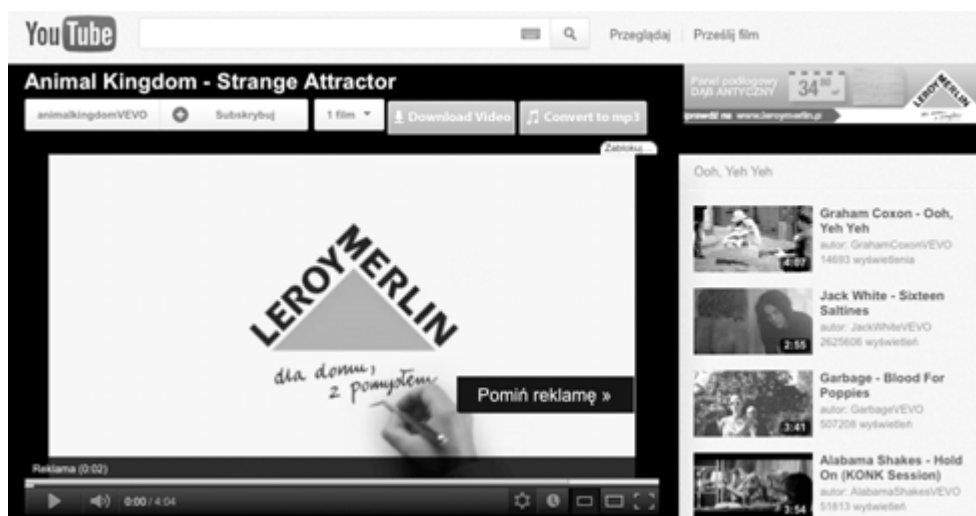 YouTube
Przeglądaj
Prześlij film
Animal Kingdom - Strange Attractor
animalkingdomVEVO
Subskrybuj
1 film
Download Video
Convert to mp3
Panel podłogowy
DĄB ANTYCZNY
34
LEROY MERLIN
sprawdź na www.leroymerlin.p
Zablokuj...
LEROY MERLIN
dla domu,
z pomysłem
Pomiń reklamę »
Reklama (0:02)
0:00 / 4:04
Ooh, Yeh Yeh
Graham Coxon - Ooh,
Yeh Yeh
autor: GrahamCoxonVEVO
14693 wyświetlenia
4:07
Jack White - Sixteen
Saltines
autor: JackWhiteVEVO
2625606 wyświetleń
2:55
Garbage - Blood For
Poppies
autor: GarbageVEVO
507208 wyświetleń
3:41
Alabama Shakes - Hold
On (KONK Session)
autor: AlabamaShakesVEVO
51813 wyświetleń
3:54